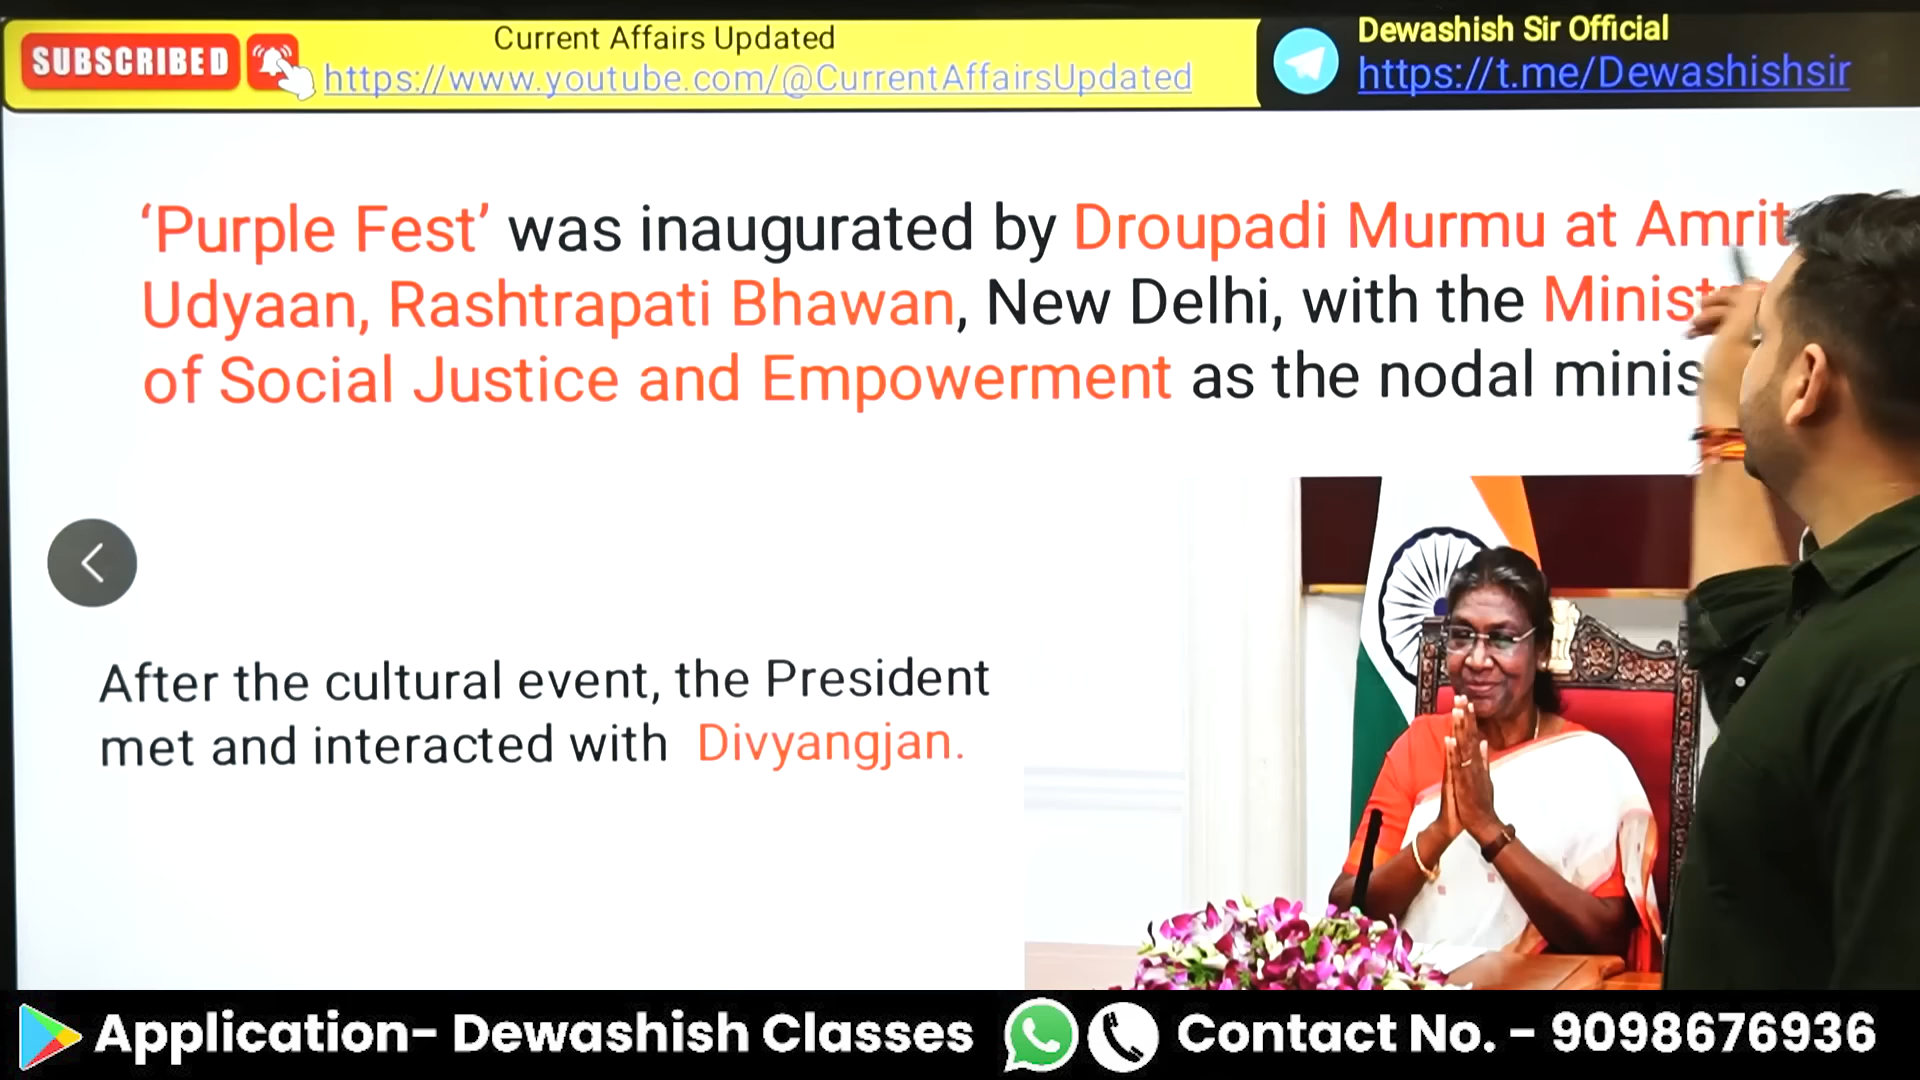 SUBSCRIBED
Current Affairs Updated
https://www.youtube.com/@CurrentAffairsUpdated
Dewashish Sir Official
https://t.me/Dewashishsir
‘Purple Fest’ was inaugurated by Droupadi Murmu at Amrit
Udyaan, Rashtrapati Bhawan, New Delhi, with the
of Social Justice and Empowerment as the nodal
After the cultural event, the President
met and interacted with Divyangjan.
Application- Dewashish Classes
Contact No. - 9098676936